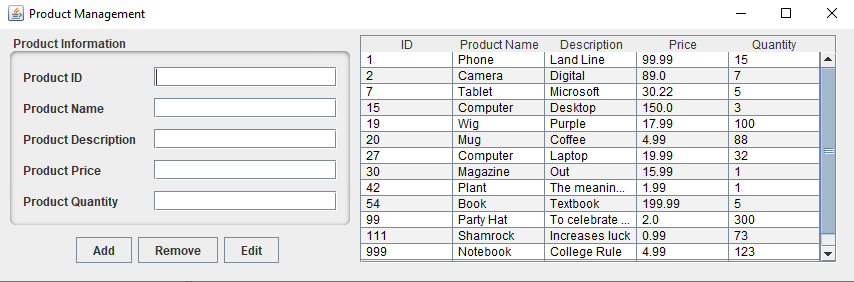 Product Management
Product Information
Product ID
Product Name
Product Description
Product Price
Product Quantity
Add Remove Edit
ID Product Name Description Price Quantity
1 Phone Land Line 99.99 15
2 Camera Digital 89.0 7
7 Tablet Microsoft 30.22 5
15 Computer Desktop 150.0 3
19 Wig Purple 17.99 100
20 Mug Coffee 4.99 88
27 Computer Laptop 19.99 32
30 Magazine Out 15.99 1
42 Plant The meanin... 1.99 1
54 Book Textbook 199.99 5
99 Party Hat To celebrate ... 2.0 300
111 Shamrock Increases luck 0.99 73
999 Notebook College Rule 4.99 123